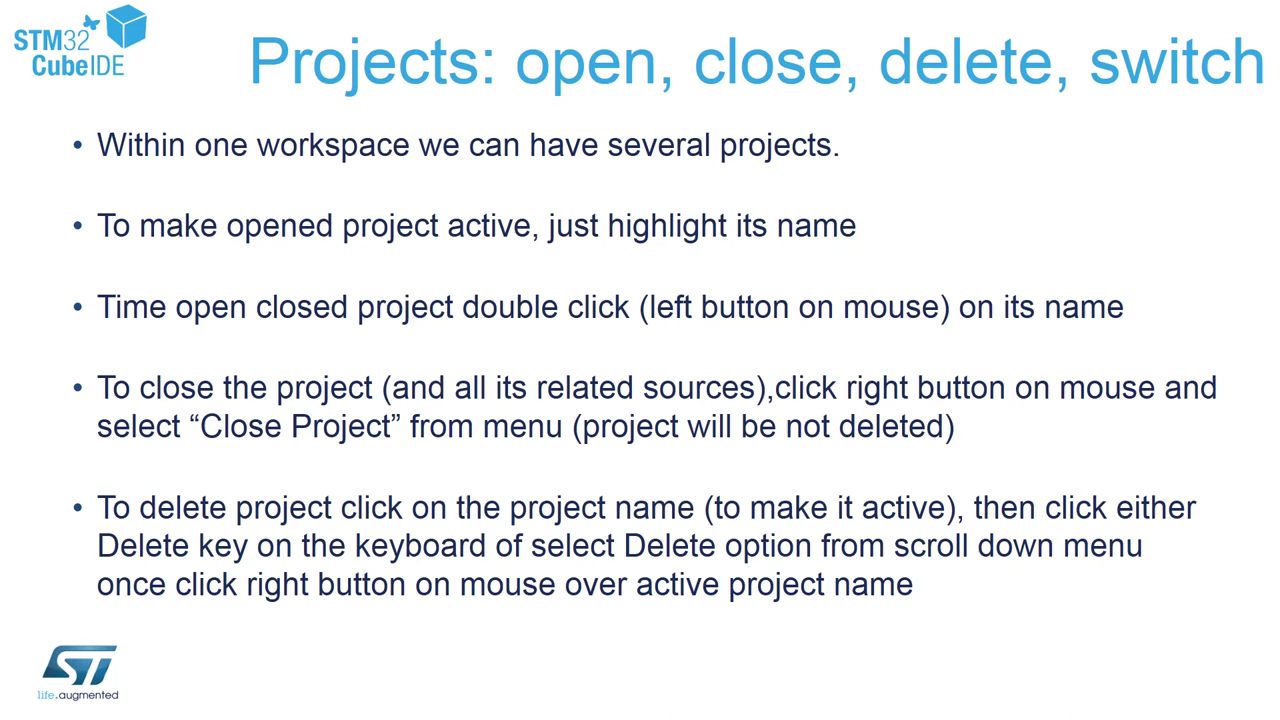 STM32
CubeIDE
Projects: open, close, delete, switch
• Within one workspace we can have several projects.
• To make opened project active, just highlight its name
• Time open closed project double click (left button on mouse) on its name
• To close the project (and all its related sources),click right button on mouse and
select “Close Project” from menu (project will be not deleted)
• To delete project click on the project name (to make it active), then click either
Delete key on the keyboard of select Delete option from scroll down menu
once click right button on mouse over active project name
ST
life.augmented